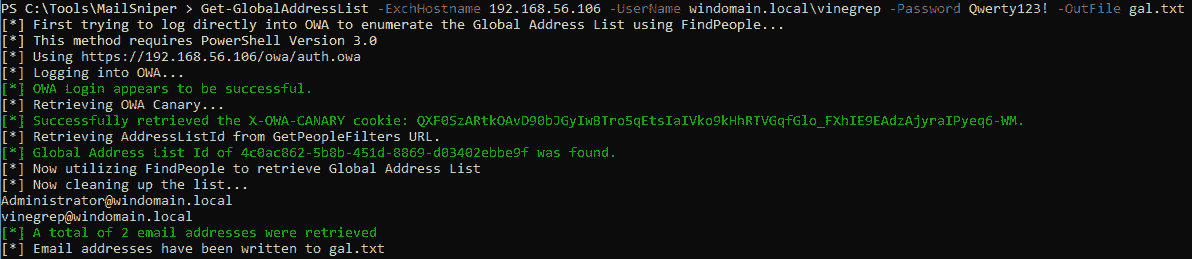 PS C:\Tools\MailSniper > Get-GlobalAddressList -ExchHostname 192.168.56.106 -UserName windomain.local\vinegrep -Password Qwerty123! -OutFile gal.txt
[*] First trying to log directly into OWA to enumerate the Global Address List using FindPeople...
[*] This method requires PowerShell Version 3.0
[*] Using https://192.168.56.106/owa/auth.owa
[*] Logging into OWA...
[*] OWA Login appears to be successful.
[*] Retrieving OWA Canary...
[*] Successfully retrieved the X-OWA-CANARY cookie: QXF0SzARtkOAvD90bJGyIwBTro5qEtsIaIVko9kHhRTVGqfGlo_FXhIE9EAdzAjyraIPyeq6-WM.
[*] Retrieving AddressListId from GetPeopleFilters URL.
[*] Global Address List Id of 4c0ac862-5b8b-451d-8869-d03402ebbe9f was found.
[*] Now utilizing FindPeople to retrieve Global Address List
[*] Now cleaning up the list...
Administrator@windomain.local
vinegrep@windomain.local
[*] A total of 2 email addresses were retrieved
[*] Email addresses have been written to gal.txt